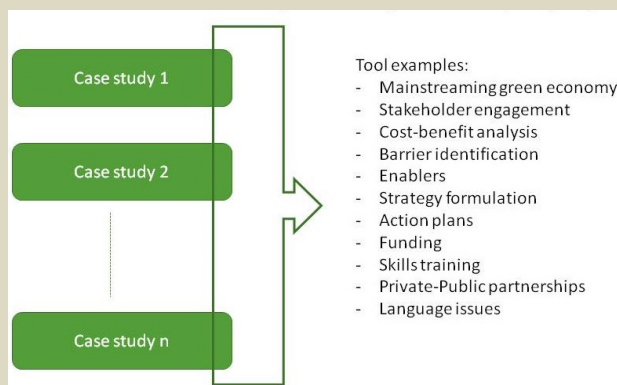 Case study 1
Case study 2
Case study n
Tool examples:
- Mainstreaming green economy
- Stakeholder engagement
- Cost-benefit analysis
- Barrier identification
- Enablers
- Strategy formulation
- Action plans
- Funding
- Skills training
- Private-Public partnerships
- Language issues